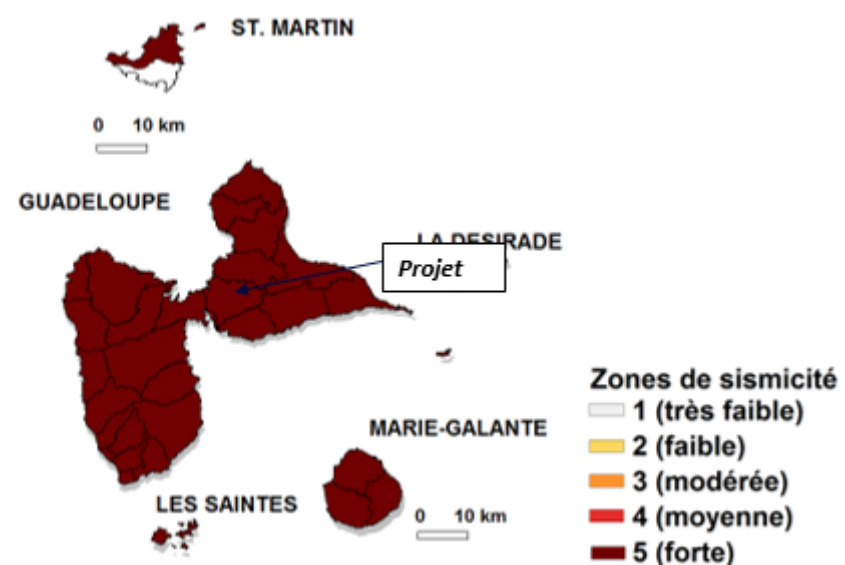 ST. MARTIN
0 10 km
GUADELOUPE
LA DESIRADE
Projet
Zones de sismicité
1 (très faible)
2 (faible)
MARIE-GALANTE
3 (modérée)
LES SAINTES
0 10 km
4 (moyenne)
5 (forte)